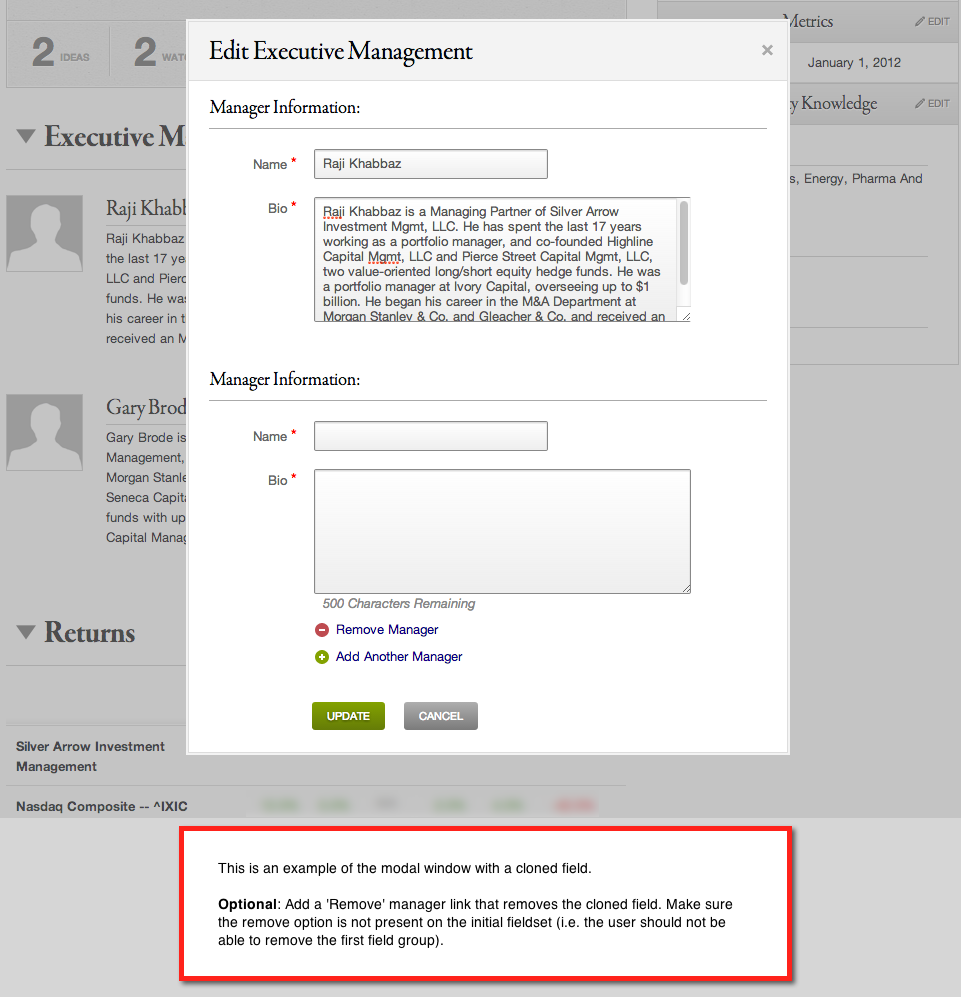 2 IDEAS
2
Metrics
EDIT
January 1, 2012
Knowledge
EDIT
Energy, Pharma And
Executive
Raji
Raji Khabbaz
the last 17
LLC and
funds. He
his career in
received an
Gary
Gary Brode is
Management,
Morgan
Seneca
funds with up
Capital
Returns
Silver Arrow Investment
Management
Nasdaq Composite -- ^IXIC
Edit Executive Management
×
Manager Information:
Name *
Raji Khabbaz
Bio *
Raji Khabbaz is a Managing Partner of Silver Arrow
Investment Mgmt, LLC. He has spent the last 17 years
working as a portfolio manager, and co-founded Highline
Capital Mgmt, LLC and Pierce Street Capital Mgmt, LLC,
two value-oriented long/short equity hedge funds. He was
a portfolio manager at Ivory Capital, overseeing up to $1
billion. He began his career in the M&A Department at
Morgan Stanley & Co. and Gleacher & Co. and received an
Manager Information:
Name *
Bio *
500 Characters Remaining
Remove Manager
Add Another Manager
UPDATE
CANCEL
This is an example of the modal window with a cloned field.
Optional: Add a 'Remove' manager link that removes the cloned field. Make sure
the remove option is not present on the initial fieldset (i.e. the user should not be
able to remove the first field group).